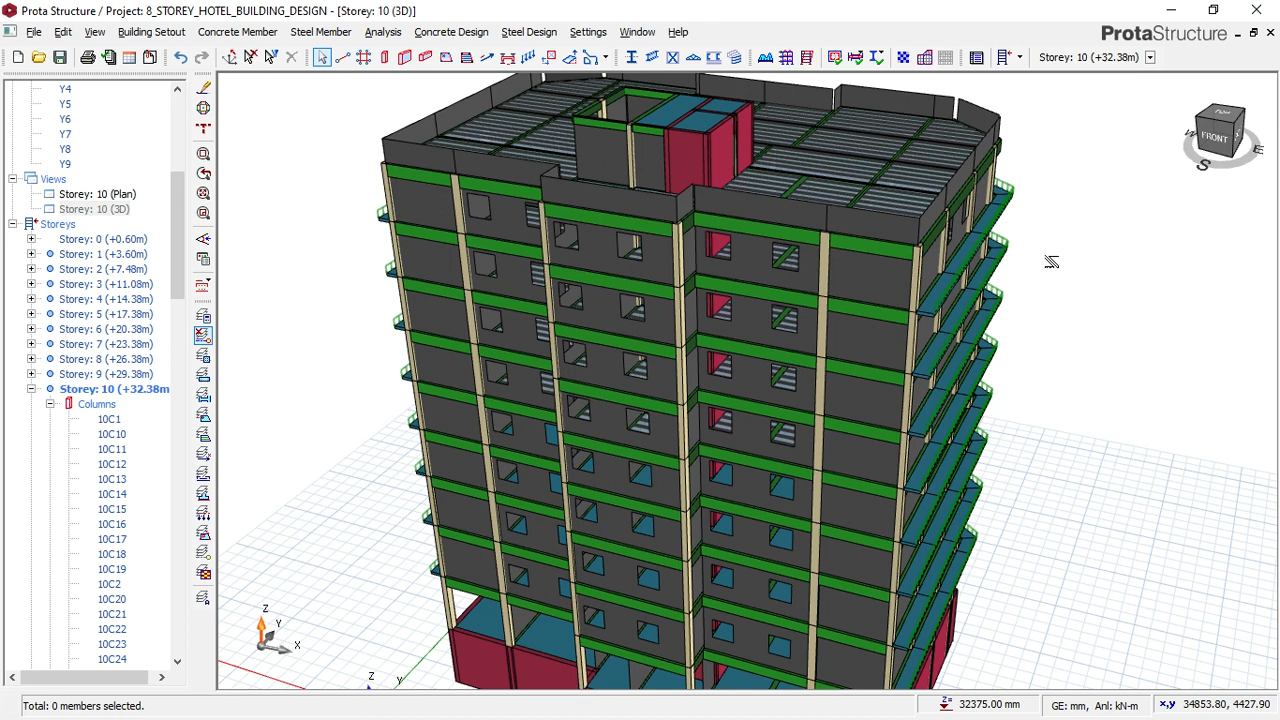 Prota Structure / Project: 8_STOREY_HOTEL_BUILDING_DESIGN - [Storey: 10 (3D)]
File Edit View Building Setout Concrete Member Steel Member Analysis Concrete Design Steel Design Settings Window Help
ProtaStructure
Storey: 10 (+32.38m)
Y4
Y5
Y6
Y7
Y8
Y9
Views
Storey: 10 (Plan)
Storey: 10 (3D)
Storeys
Storey: 0 (+0.60m)
Storey: 1 (+3.60m)
Storey: 2 (+7.48m)
Storey: 3 (+11.08m)
Storey: 4 (+14.38m)
Storey: 5 (+17.38m)
Storey: 6 (+20.38m)
Storey: 7 (+23.38m)
Storey: 8 (+26.38m)
Storey: 9 (+29.38m)
Storey: 10 (+32.38m
Columns
10C1
10C10
10C11
10C12
10C13
10C14
10C15
10C16
10C17
10C18
10C19
10C2
10C20
10C21
10C22
10C23
10C24
FRONT
W
E
S
Z
Y
X
Z
Y
Total: 0 members selected.
Z= 32375.00 mm
GE: mm, Anl: kN-m
x,y 34853.80, 4427.90